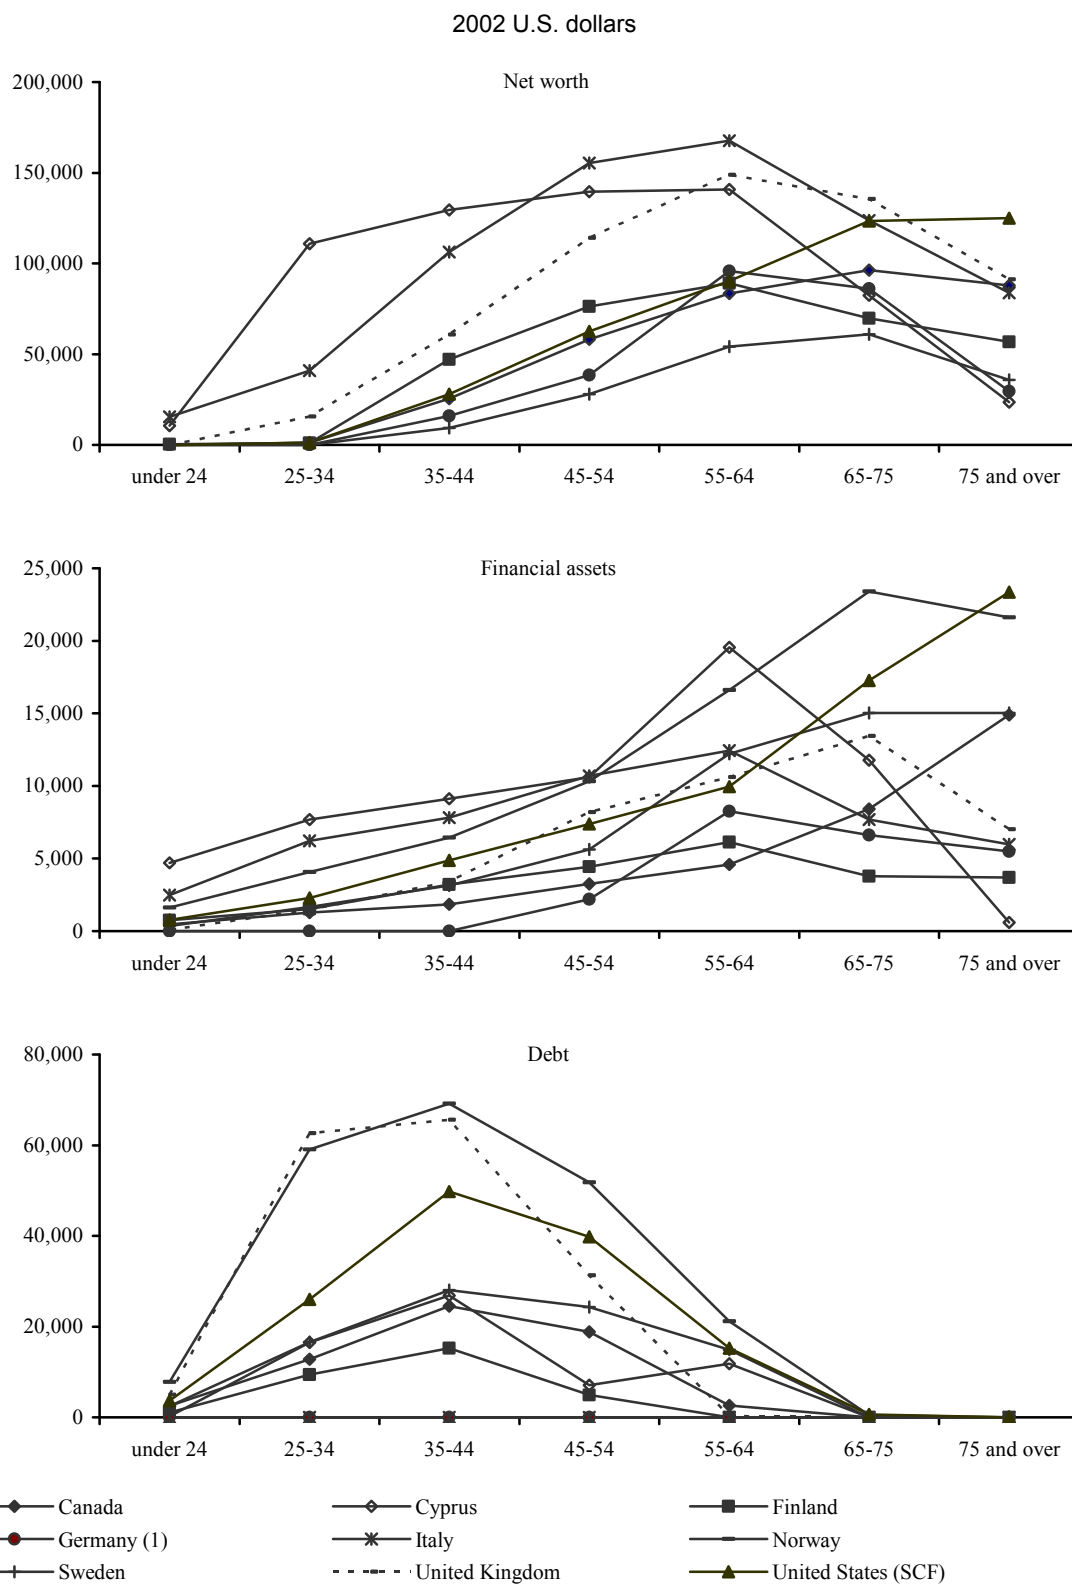 2002 U.S. dollars
Net worth
200,000
150,000
100,000
50,000
0
under 24 25-34 35-44 45-54 55-64 65-75 75 and over
Financial assets
25,000
20,000
15,000
10,000
5,000
0
under 24 25-34 35-44 45-54 55-64 65-75 75 and over
Debt
80,000
60,000
40,000
20,000
0
under 24 25-34 35-44 45-54 55-64 65-75 75 and over
Canada Cyprus Finland
Germany (1) Italy Norway
Sweden United Kingdom United States (SCF)